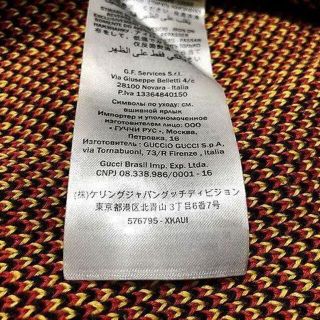 G.F. Services S.r.l.
Via Giuseppe Belletti 4/c
28100 Novara - Italia
P.Iva 13364840150
Символы по уходу: см.
вшивной ярлык
Импортер и уполномоченное
изготовителем лицо: ООО
«ГУЧЧИ РУС», Москва,
Петровка, 16
Изготовитель: GUCCIO GUCCI S.p.A
via Tornabuoni, 73/R Firenze, Italia
Gucci Brasil Imp. Exp. Ltda.
CNPJ 08.338.986/0001-16
(株)ケリングジャパングッチディビジョン
東京都港区北青山3丁目6番7号
576795 - XKAUI